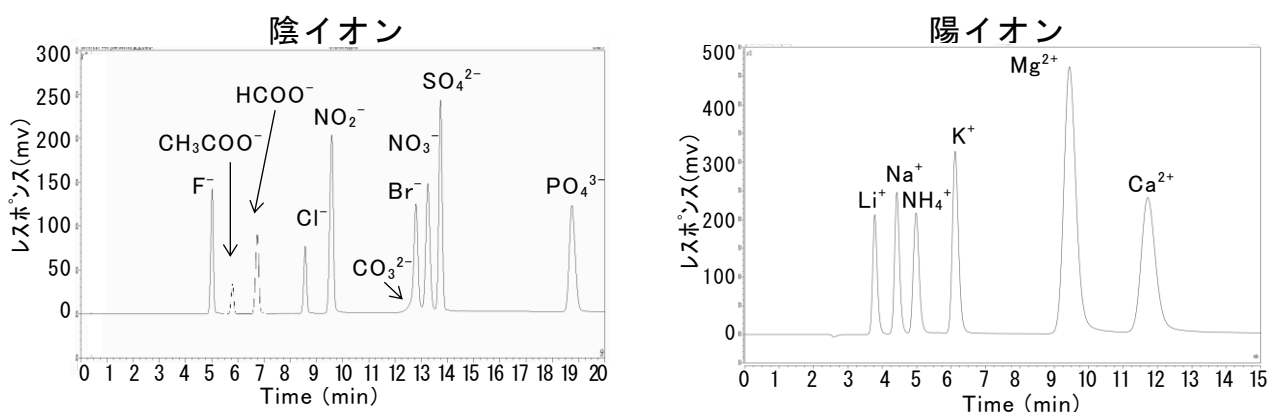 陰イオン
300
250
200
150
100
50
0
レスポンス(mv)
F⁻
CH₃COO⁻
HCOO⁻
Cl⁻
NO₂⁻
CO₃²⁻
Br⁻
NO₃⁻
SO₄²⁻
PO₄³⁻
0 1 2 3 4 5 6 7 8 9 10 11 12 13 14 15 16 17 18 19 20
Time (min)
陽イオン
500
400
300
200
100
0
レスポンス(mv)
Li⁺
Na⁺
NH₄⁺
K⁺
Mg²⁺
Ca²⁺
0 1 2 3 4 5 6 7 8 9 10 11 12 13 14 15
Time (min)